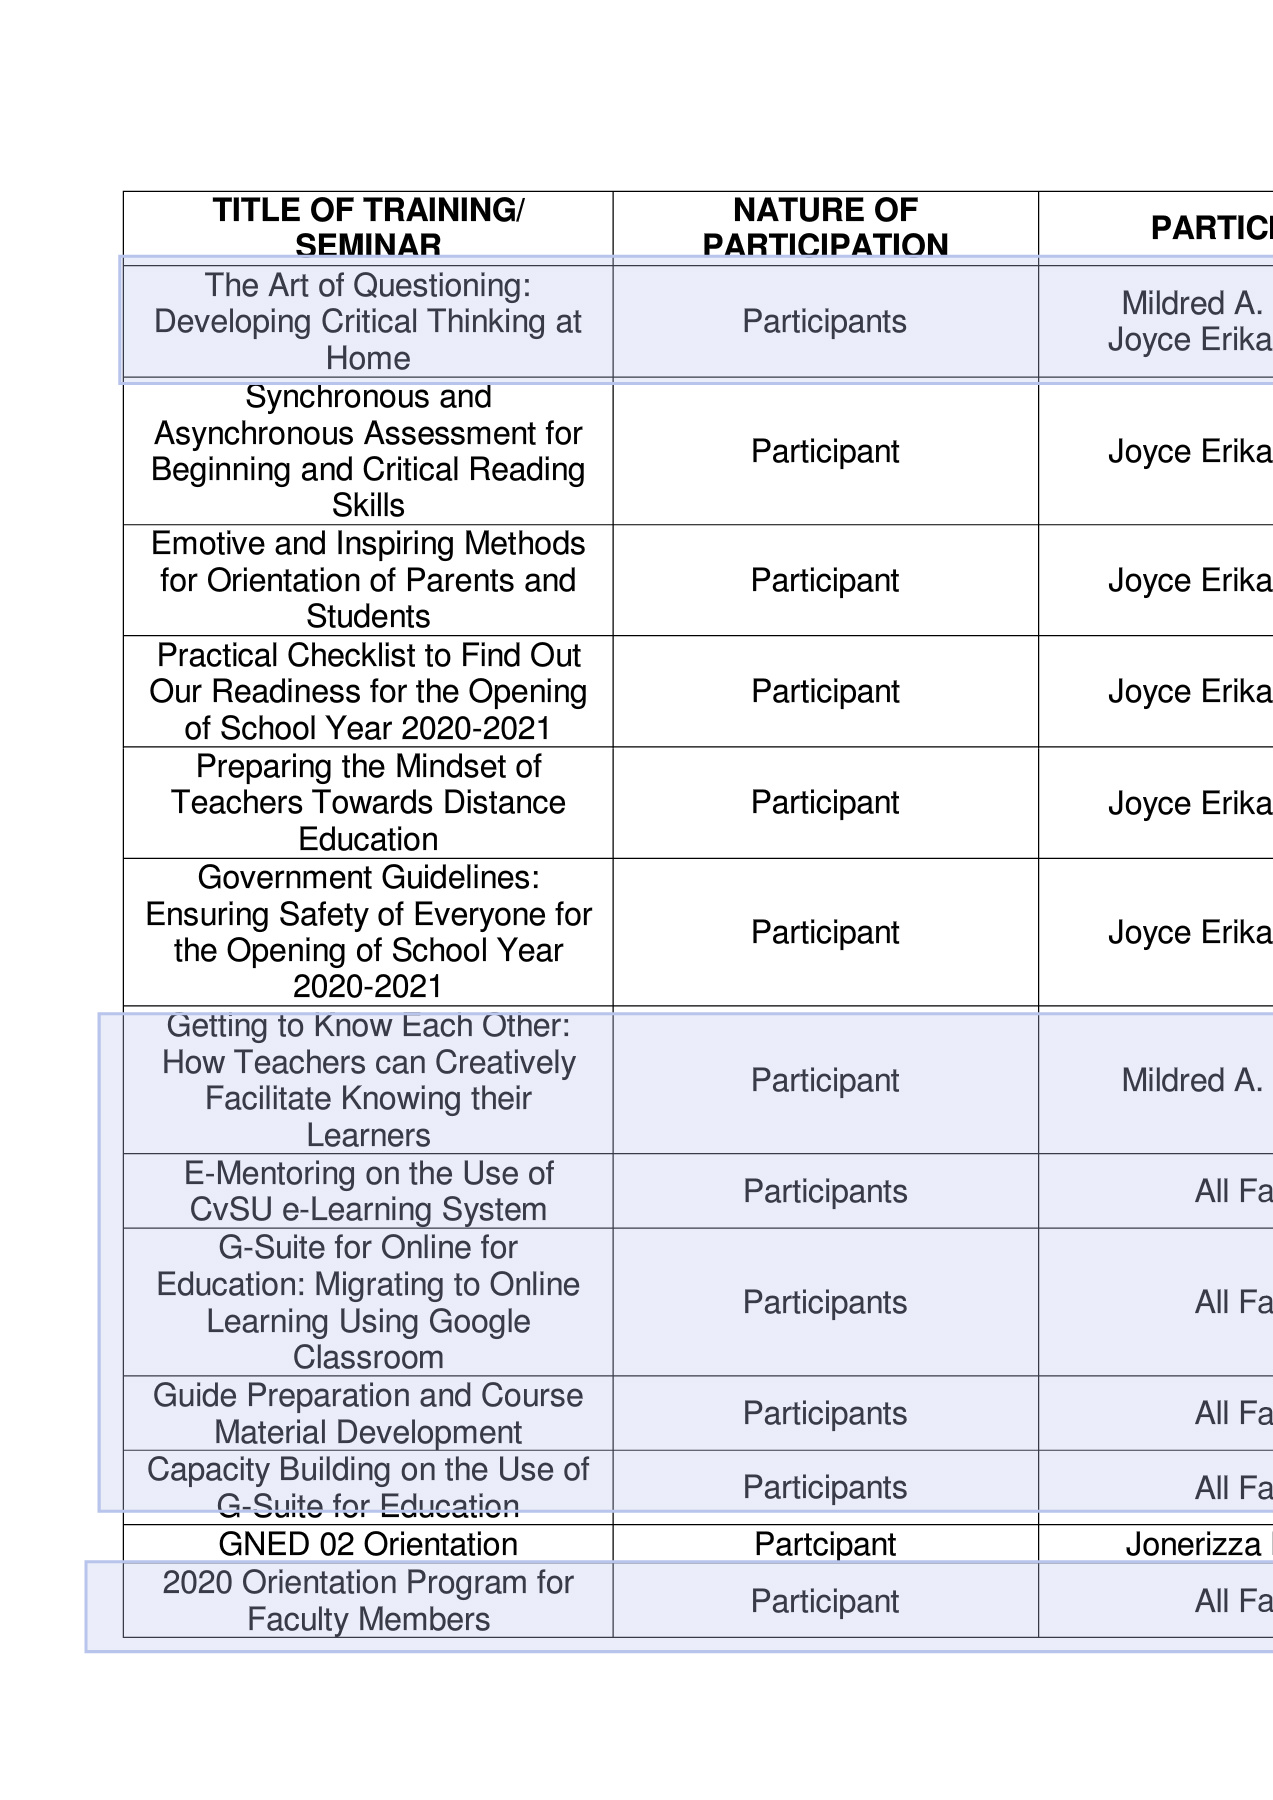 TITLE OF TRAINING/
SEMINAR
NATURE OF
PARTICIPATION
PARTICI
The Art of Questioning:
Developing Critical Thinking at
Home
Participants
Mildred A.
Joyce Erika
Synchronous and
Asynchronous Assessment for
Beginning and Critical Reading
Skills
Participant
Joyce Erika
Emotive and Inspiring Methods
for Orientation of Parents and
Students
Participant
Joyce Erika
Practical Checklist to Find Out
Our Readiness for the Opening
of School Year 2020-2021
Participant
Joyce Erika
Preparing the Mindset of
Teachers Towards Distance
Education
Participant
Joyce Erika
Government Guidelines:
Ensuring Safety of Everyone for
the Opening of School Year
2020-2021
Participant
Joyce Erika
Getting to Know Each Other:
How Teachers can Creatively
Facilitate Knowing their
Learners
Participant
Mildred A.
E-Mentoring on the Use of
CvSU e-Learning System
Participants
All Fa
G-Suite for Online for
Education: Migrating to Online
Learning Using Google
Classroom
Participants
All Fa
Guide Preparation and Course
Material Development
Participants
All Fa
Capacity Building on the Use of
G-Suite for Education
Participants
All Fa
GNED 02 Orientation
Partcipant
Jonerizza
2020 Orientation Program for
Faculty Members
Participant
All Fa